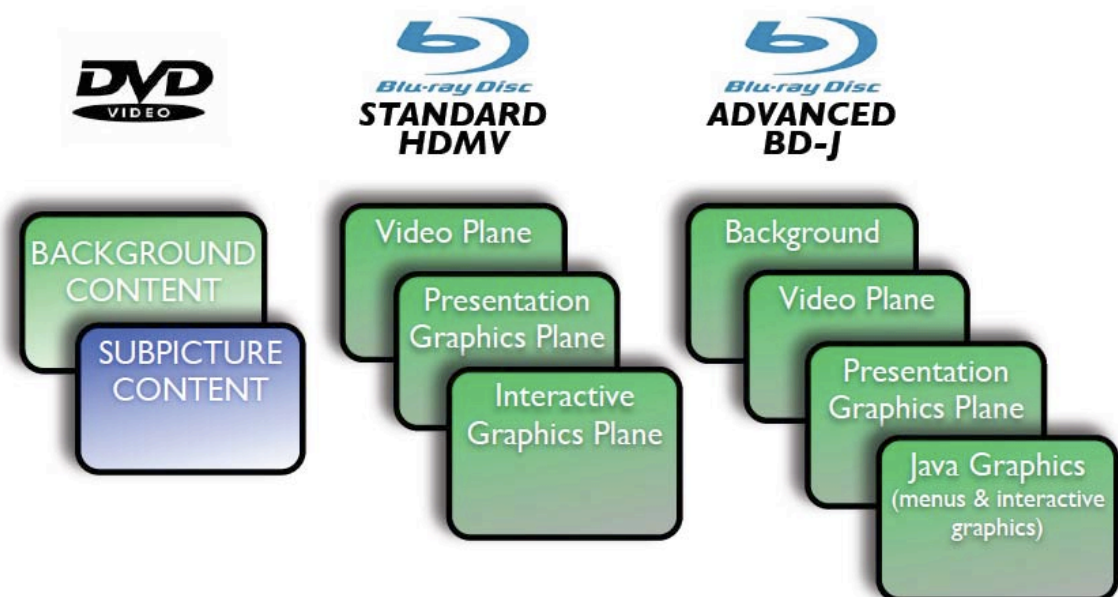 DVD
VIDEO
Blu-ray Disc
STANDARD
HDMV
Blu-ray Disc
ADVANCED
BD-J
BACKGROUND
CONTENT
SUBPICTURE
CONTENT
Video Plane
Presentation
Graphics Plane
Interactive
Graphics Plane
Background
Video Plane
Presentation
Graphics Plane
Java Graphics
(menus & interactive
graphics)